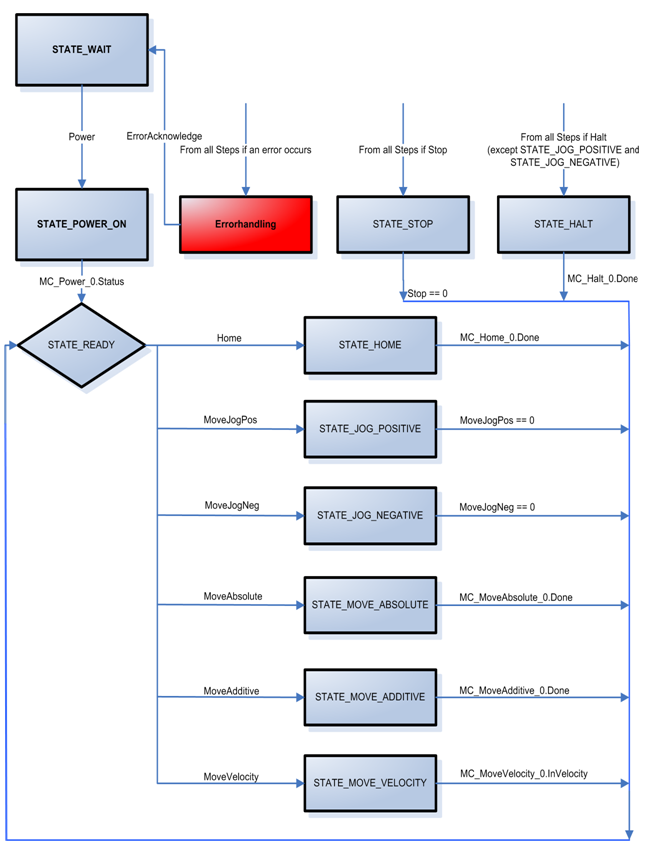 STATE_WAIT
Power
ErrorAcknowledge
From all Steps if an error occurs
From all Steps if Stop
From all Steps if Halt
(except STATE_JOG_POSITIVE and
STATE_JOG_NEGATIVE)
STATE_POWER_ON
Errorhandling
STATE_STOP
STATE_HALT
MC_Power_0.Status
Stop == 0
MC_Halt_0.Done
STATE_READY
Home
STATE_HOME
MC_Home_0.Done
MoveJogPos
STATE_JOG_POSITIVE
MoveJogPos == 0
MoveJogNeg
STATE_JOG_NEGATIVE
MoveJogNeg == 0
MoveAbsolute
STATE_MOVE_ABSOLUTE
MC_MoveAbsolute_0.Done
MoveAdditive
STATE_MOVE_ADDITIVE
MC_MoveAdditive_0.Done
MoveVelocity
STATE_MOVE_VELOCITY
MC_MoveVelocity_0.InVelocity